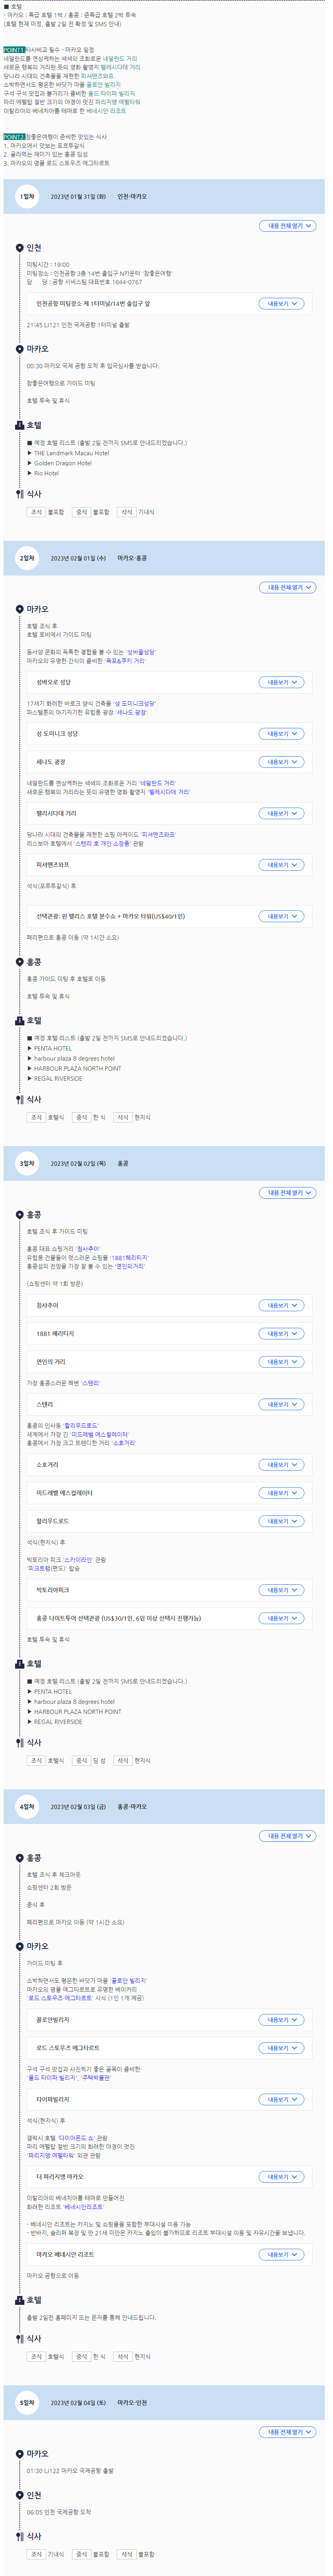 ■ 호텔
- 마카오 : 특급 호텔 1박 / 홍콩 : 준특급 호텔 2박 투숙
(호텔 현재 미정, 출발 2일 전 확정 및 SMS 안내)
POINT1 타사비교 필수 - 마카오 일정
네덜란드를 연상케하는 색색의 조화로운 네덜란드 거리
새로운 행복의 거리란 뜻의 영화 촬영지 펠레시다데 거리
당나라 시대의 건축물을 재현한 피셔맨즈와프
소박하면서도 평온한 바닷가 마을 꼴로안 빌리지
구석 구석 맛집과 볼거리가 즐비한 올드 타이파 빌리지
파리 에펠탑 절반 크기의 야경이 멋진 파리지앵 에펠타워
이탈리아의 베네치아를 테마로 한 베네시안 리조트
POINT2 참좋은여행이 준비한 맛있는 식사
1. 마카오에서 맛보는 포르투갈식
2. 골라먹는 재미가 있는 홍콩 딤섬
3. 마카오의 명물 로드 스토우즈 에그타르트
1일차 2023년 01월 31일 (화) 인천-마카오
내용 전체 열기
인천
미팅시간 : 19:00
미팅장소 : 인천공항 3층 14번 출입구 N카운터 '참좋은여행'
담 당 : 공항 서비스팀 대표번호 1644-0767
인천공항 미팅장소 제 1터미널/14번 출입구 앞 내용보기
21:45 LJ121 인천 국제공항 1터미널 출발
마카오
00:30 마카오 국제 공항 도착 후 입국심사를 받습니다.
참좋은여행으로 가이드 미팅
호텔 투숙 및 휴식
호텔
■ 예정 호텔 리스트 (출발 2일 전까지 SMS로 안내드리겠습니다.)
▶ THE Landmark Macau Hotel
▶ Golden Dragon Hotel
▶ Rio Hotel
식사
조식 불포함 중식 불포함 석식 기내식
2일차 2023년 02월 01일 (수) 마카오-홍콩
내용 전체 열기
마카오
호텔 조식 후
호텔 로비에서 가이드 미팅
동서양 문화의 독특한 결합을 볼 수 있는 '성바울성당'
마카오의 유명한 간식이 즐비한 '육포&쿠키 거리'
성바오로 성당 내용보기
17세기 화려한 바로크 양식 건축물 '성 도미니크성당'
파스텔톤의 아기자기한 유럽풍 광장 '세나도 광장'
성 도미니크 성당 내용보기
세나도 광장 내용보기
네덜란드를 연상케하는 색색의 조화로운 거리 '네덜란드 거리'
새로운 행복의 거리라는 뜻의 유명한 영화 촬영지 '펠레시다데 거리'
펠리시다데 거리 내용보기
당나라 시대의 건축물을 재현한 쇼핑 아케이드 '피셔맨즈와프'
리스보아 호텔에서 '스탠리 호 개인 소장품' 관람
피셔맨즈와프 내용보기
석식(포루투갈식) 후
선택관광: 윈 팰리스 호텔 분수쇼 + 마카오 타워(US$40/1인) 내용보기
페리편으로 홍콩 이동 (약 1시간 소요)
홍콩
홍콩 가이드 미팅 후 호텔로 이동
호텔 투숙 및 휴식
호텔
■ 예정 호텔 리스트 (출발 2일 전까지 SMS로 안내드리겠습니다.)
▶ PENTA HOTEL
▶ harbour plaza 8 degrees hotel
▶ HARBOUR PLAZA NORTH POINT
▶ REGAL RIVERSIDE
식사
조식 호텔식 중식 한 식 석식 현지식
3일차 2023년 02월 02일 (목) 홍콩
내용 전체 열기
홍콩
호텔 조식 후 가이드 미팅
홍콩 대표 쇼핑거리 '침사추이'
유럽풍 건물들이 멋스러운 쇼핑몰 '1881헤리티지'
홍콩섬의 전망을 가장 잘 볼 수 있는 '연인의거리'
(쇼핑센터 약 1회 방문)
침사추이 내용보기
1881 헤리티지 내용보기
연인의 거리 내용보기
가장 홍콩스러운 해변 '스탠리'
스탠리 내용보기
홍콩의 인사동 '할리우드로드'
세계에서 가장 긴 '미드레벨 에스컬레이터'
홍콩에서 가장 크고 트렌디한 거리 '소호거리'
소호거리 내용보기
미드레벨 에스컬레이터 내용보기
할리우드로드 내용보기
석식(현지식) 후
빅토리아 피크 '스카이라인' 관람
'피크트램(편도)' 탑승
빅토리아피크 내용보기
홍콩 나이트투어 선택관광 (US$30/1인, 6인 이상 선택시 진행가능) 내용보기
호텔 투숙 및 휴식
호텔
■ 예정 호텔 리스트 (출발 2일 전까지 SMS로 안내드리겠습니다.)
▶ PENTA HOTEL
▶ harbour plaza 8 degrees hotel
▶ HARBOUR PLAZA NORTH POINT
▶ REGAL RIVERSIDE
식사
조식 호텔식 중식 딤 섬 석식 현지식
4일차 2023년 02월 03일 (금) 홍콩-마카오
내용 전체 열기
홍콩
호텔 조식 후 체크아웃
쇼핑센터 2회 방문
중식 후
페리편으로 마카오 이동 (약 1시간 소요)
마카오
가이드 미팅 후
소박하면서도 평온한 바닷가 마을 '꼴로안 빌리지'
마카오의 명물 에그타르트로 유명한 베이커리
'로드 스토우즈 에그타르트' 시식 (1인 1개 제공)
꼴로안빌리지 내용보기
로드 스토우즈 에그타르트 내용보기
구석 구석 맛집과 사진찍기 좋은 골목이 즐비한
'올드 타이파 빌리지', '주택박물관'
타이파빌리지 내용보기
석식(현지식) 후
갤럭시 호텔 '다이아몬드 쇼' 관람
파리 에펠탑 절반 크기의 화려한 야경이 멋진
'파리지앵 에펠타워' 외관 관람
더 파리지앵 마카오 내용보기
이탈리아의 베네치아를 테마로 만들어진
화려한 리조트 '베네시안리조트'
- 베네시안 리조트는 카지노 및 쇼핑몰을 포함한 부대시설 이용 가능
- 반바지, 슬리퍼 복장 및 만 21세 미만은 카지노 출입이 불가하므로 리조트 부대시설 이용 및 자유시간을 보냅니다.
마카오 베네시안 리조트 내용보기
마카오 공항으로 이동
호텔
출발 2일전 홈페이지 또는 문자를 통해 안내드립니다.
식사
조식 호텔식 중식 한 식 석식 현지식
5일차 2023년 02월 04일 (토) 마카오-인천
내용 전체 열기
마카오
01:30 LJ122 마카오 국제공항 출발
인천
06:05 인천 국제공항 도착
식사
조식 기내식 중식 불포함 석식 불포함